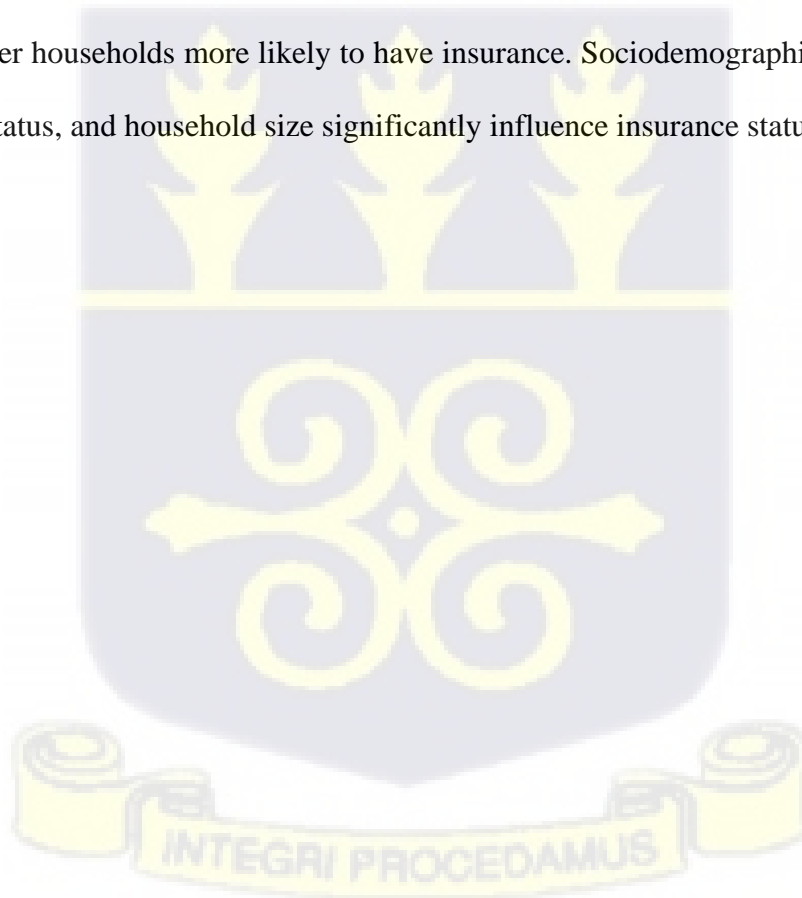 er households more likely to have insurance. Sociodemographi
tatus, and household size significantly influence insurance statu
INTEGRI PROCEDAMUS